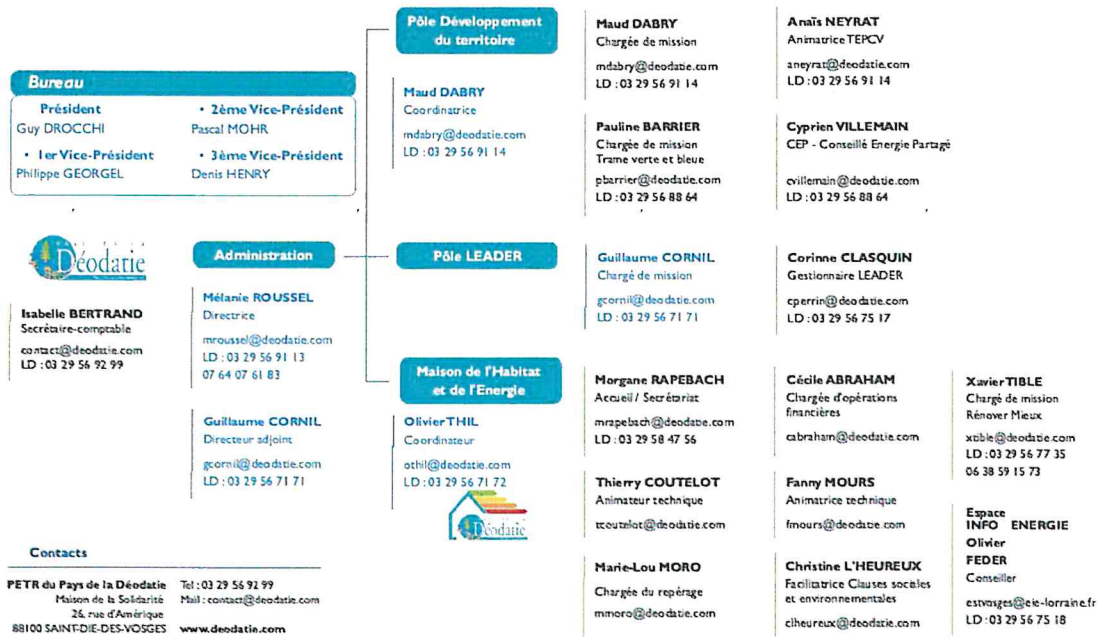 Bureau
Président
Guy DROCCHI
• 1er Vice-Président
Philippe GEORGEL
• 2ème Vice-Président
Pascal MOHR
• 3ème Vice-Président
Denis HENRY
Déodatie
Isabelle BERTRAND
Secrétaire-comptable
contact@deodatie.com
LD : 03 29 56 92 99
Administration
Mélanie ROUSSEL
Directrice
mroussel@deodatie.com
LD : 03 29 56 91 13
07 64 07 61 83
Guillaume CORNIL
Directeur adjoint
gcornil@deodatie.com
LD : 03 29 56 71 71
Pôle Développement
du territoire
Maud DABRY
Coordinatrice
mdabry@deodatie.com
LD : 03 29 56 91 14
Maud DABRY
Chargée de mission
mdabry@deodatie.com
LD : 03 29 56 91 14
Anaïs NEYRAT
Animatrice TEPCV
aneyrat@deodatie.com
LD : 03 29 56 91 14
Pauline BARRIER
Chargée de mission
Trame verte et bleue
pbarrier@deodatie.com
LD : 03 29 56 88 64
Cyprien VILLEMAIN
CEP - Conseillé Energie Partagé
cvillemain@deodatie.com
LD : 03 29 56 88 64
Pôle LEADER
Guillaume CORNIL
Chargé de mission
gcornil@deodatie.com
LD : 03 29 56 71 71
Corinne CLASQUIN
Gestionnaire LEADER
cperrin@deodatie.com
LD : 03 29 56 75 17
Maison de l'Habitat
et de l'Energie
Olivier THIL
Coordinateur
othil@deodatie.com
LD : 03 29 56 71 72
Déodatie
Morgane RAPEBACH
Accueil / Secrétariat
mrapebach@deodatie.com
LD : 03 29 58 47 56
Cécile ABRAHAM
Chargée d'opérations
financières
cabraham@deodatie.com
Xavier TIBLE
Chargé de mission
Rénover Mieux
xtible@deodatie.com
LD : 03 29 56 77 35
06 38 59 15 73
Thierry COUTELOT
Animateur technique
tcoutelot@deodatie.com
Fanny MOURS
Animatrice technique
fmours@deodatie.com
Espace
INFO ENERGIE
Olivier
FEDER
Conseiller
estvosges@eie-lorraine.fr
LD : 03 29 56 75 18
Marie-Lou MORO
Chargée du repérage
mmoro@deodatie.com
Christine L'HEUREUX
Facilitatrice Clauses sociales
et environnementales
clheureux@deodatie.com
Contacts
PETR du Pays de la Déodatie
Maison de la Solidarité
26, rue d'Amérique
88100 SAINT-DIE-DES-VOSGES
Tel : 03 29 56 92 99
Mail : contact@deodatie.com
www.deodatie.com